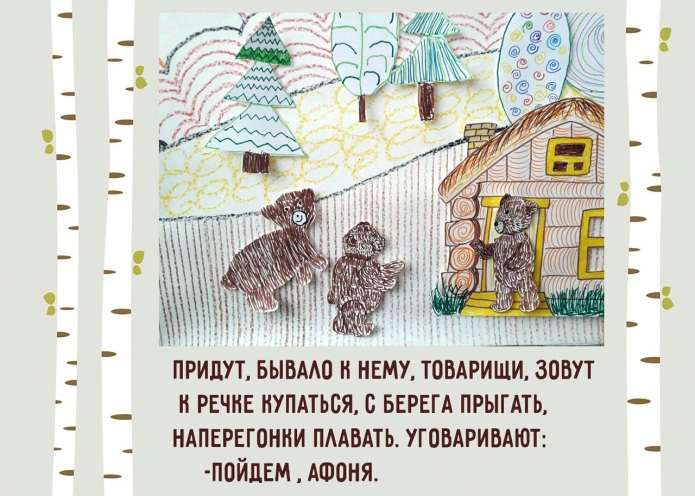 ПРИДУТ, БЫВАЛО К НЕМУ, ТОВАРИЩИ, ЗОВУТ
К РЕЧКЕ КУПАТЬСЯ, С БЕРЕГА ПРЫГАТЬ,
НАПЕРЕГОНКИ ПЛАВАТЬ. УГОВАРИВАЮТ:
-ПОЙДЕМ , АФОНЯ.